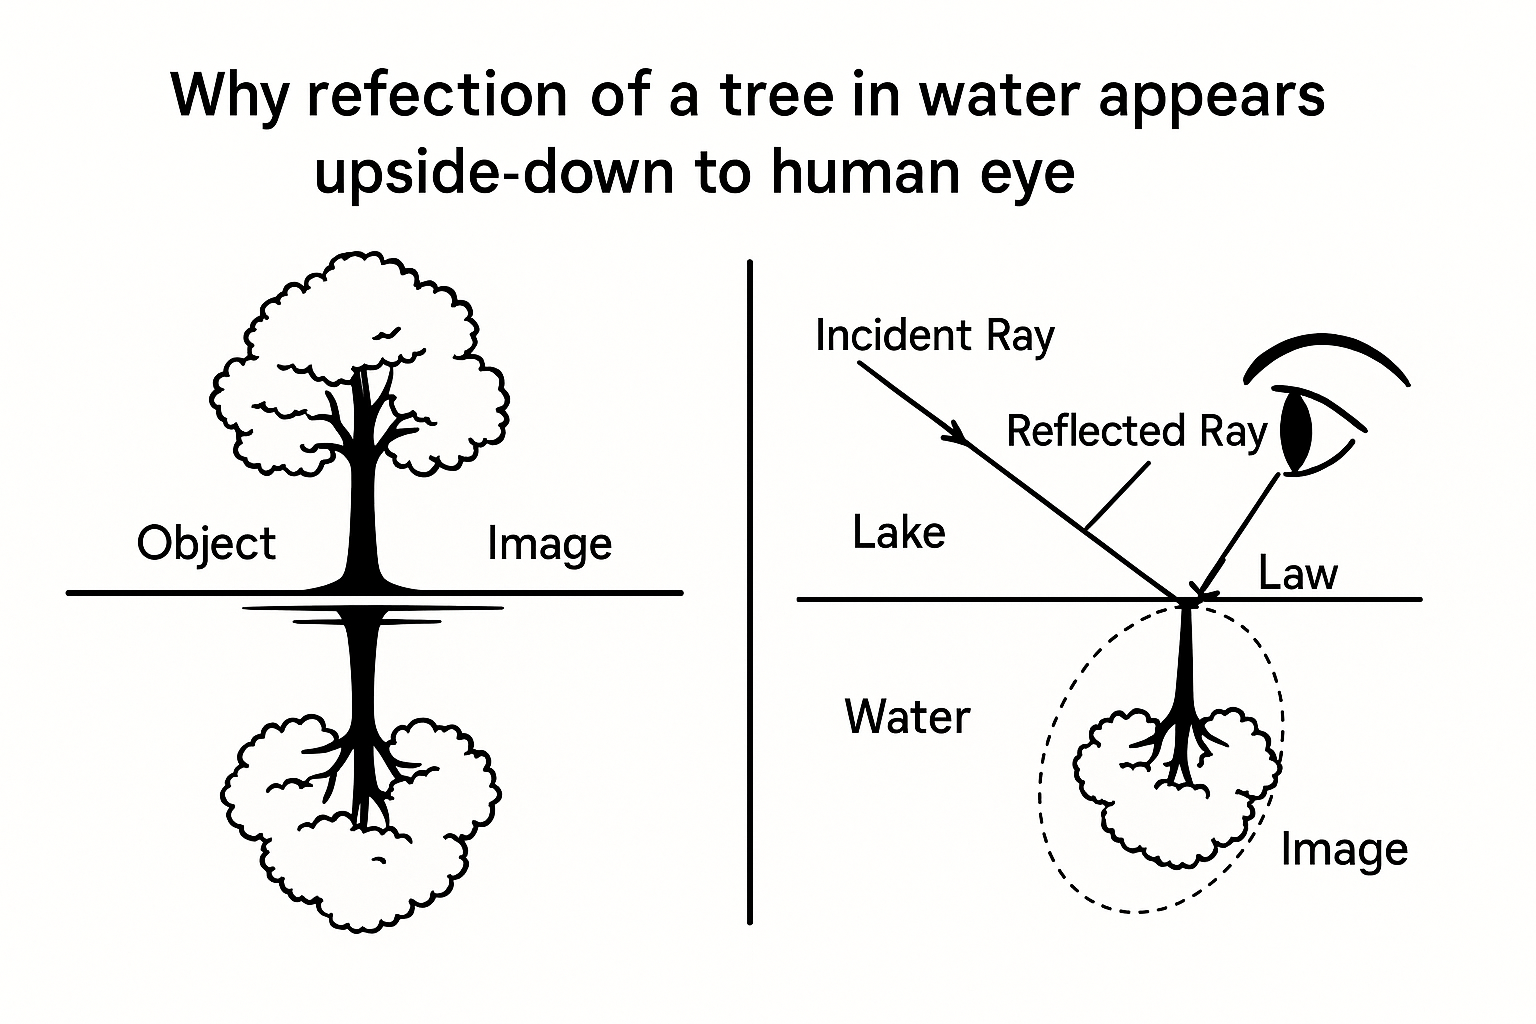 Why refection of a tree in water appears
upside-down to human eye
Object
Image
Incident Ray
Reflected Ray
Lake
Law
Water
Image